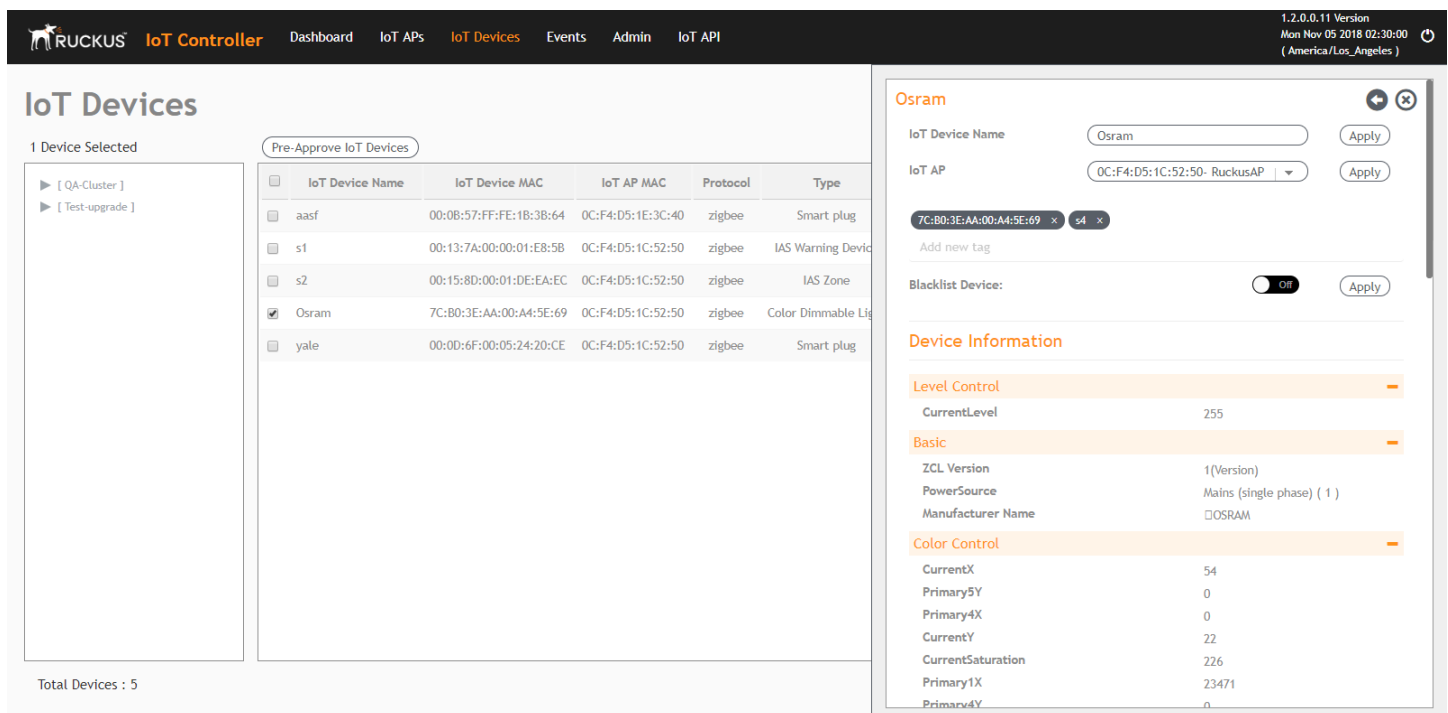 RUCKUS IoT Controller Dashboard IoT APs IoT Devices Events Admin IoT API
1.2.0.0.11 Version
Mon Nov 05 2018 02:30:00
( America/Los_Angeles )
IoT Devices
1 Device Selected
Pre-Approve IoT Devices
[ QA-Cluster ]
[ Test-upgrade ]
IoT Device Name IoT Device MAC IoT AP MAC Protocol Type
aasf 00:0B:57:FF:FE:1B:3B:64 0C:F4:D5:1E:3C:40 zigbee Smart plug
s1 00:13:7A:00:00:01:E8:5B 0C:F4:D5:1C:52:50 zigbee IAS Warning Devic
s2 00:15:8D:00:01:DE:EA:EC 0C:F4:D5:1C:52:50 zigbee IAS Zone
Osram 7C:B0:3E:AA:00:A4:5E:69 0C:F4:D5:1C:52:50 zigbee Color Dimmable Lig
yale 00:0D:6F:00:05:24:20:CE 0C:F4:D5:1C:52:50 zigbee Smart plug
Total Devices : 5
Osram
IoT Device Name Osram Apply
IoT AP 0C:F4:D5:1C:52:50- RuckusAP Apply
7C:B0:3E:AA:00:A4:5E:69 × s4 ×
Add new tag
Blacklist Device: Off Apply
Device Information
Level Control
CurrentLevel 255
Basic
ZCL Version 1(Version)
PowerSource Mains (single phase) ( 1 )
Manufacturer Name □OSRAM
Color Control
CurrentX 54
Primary5Y 0
Primary4X 0
CurrentY 22
CurrentSaturation 226
Primary1X 23471
Primary4Y 0